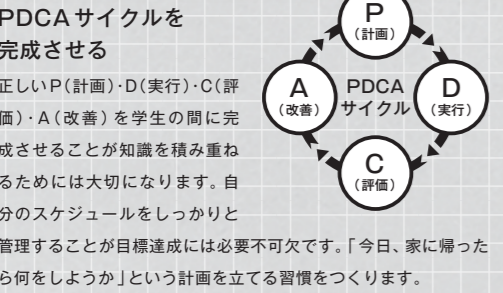 PDCAサイクルを
完成させる
正しいP(計画)・D(実行)・C(評
価)・A(改善)を学生の間に完
成させることが知識を積み重ね
るためには大切になります。自
分のスケジュールをしっかりと
管理することが目標達成には必要不可欠です。「今日、家に帰った
ら何をしようか」という計画を立てる習慣をつくります。
P
(計画)
A
(改善)
PDCA
サイクル
D
(実行)
C
(評価)